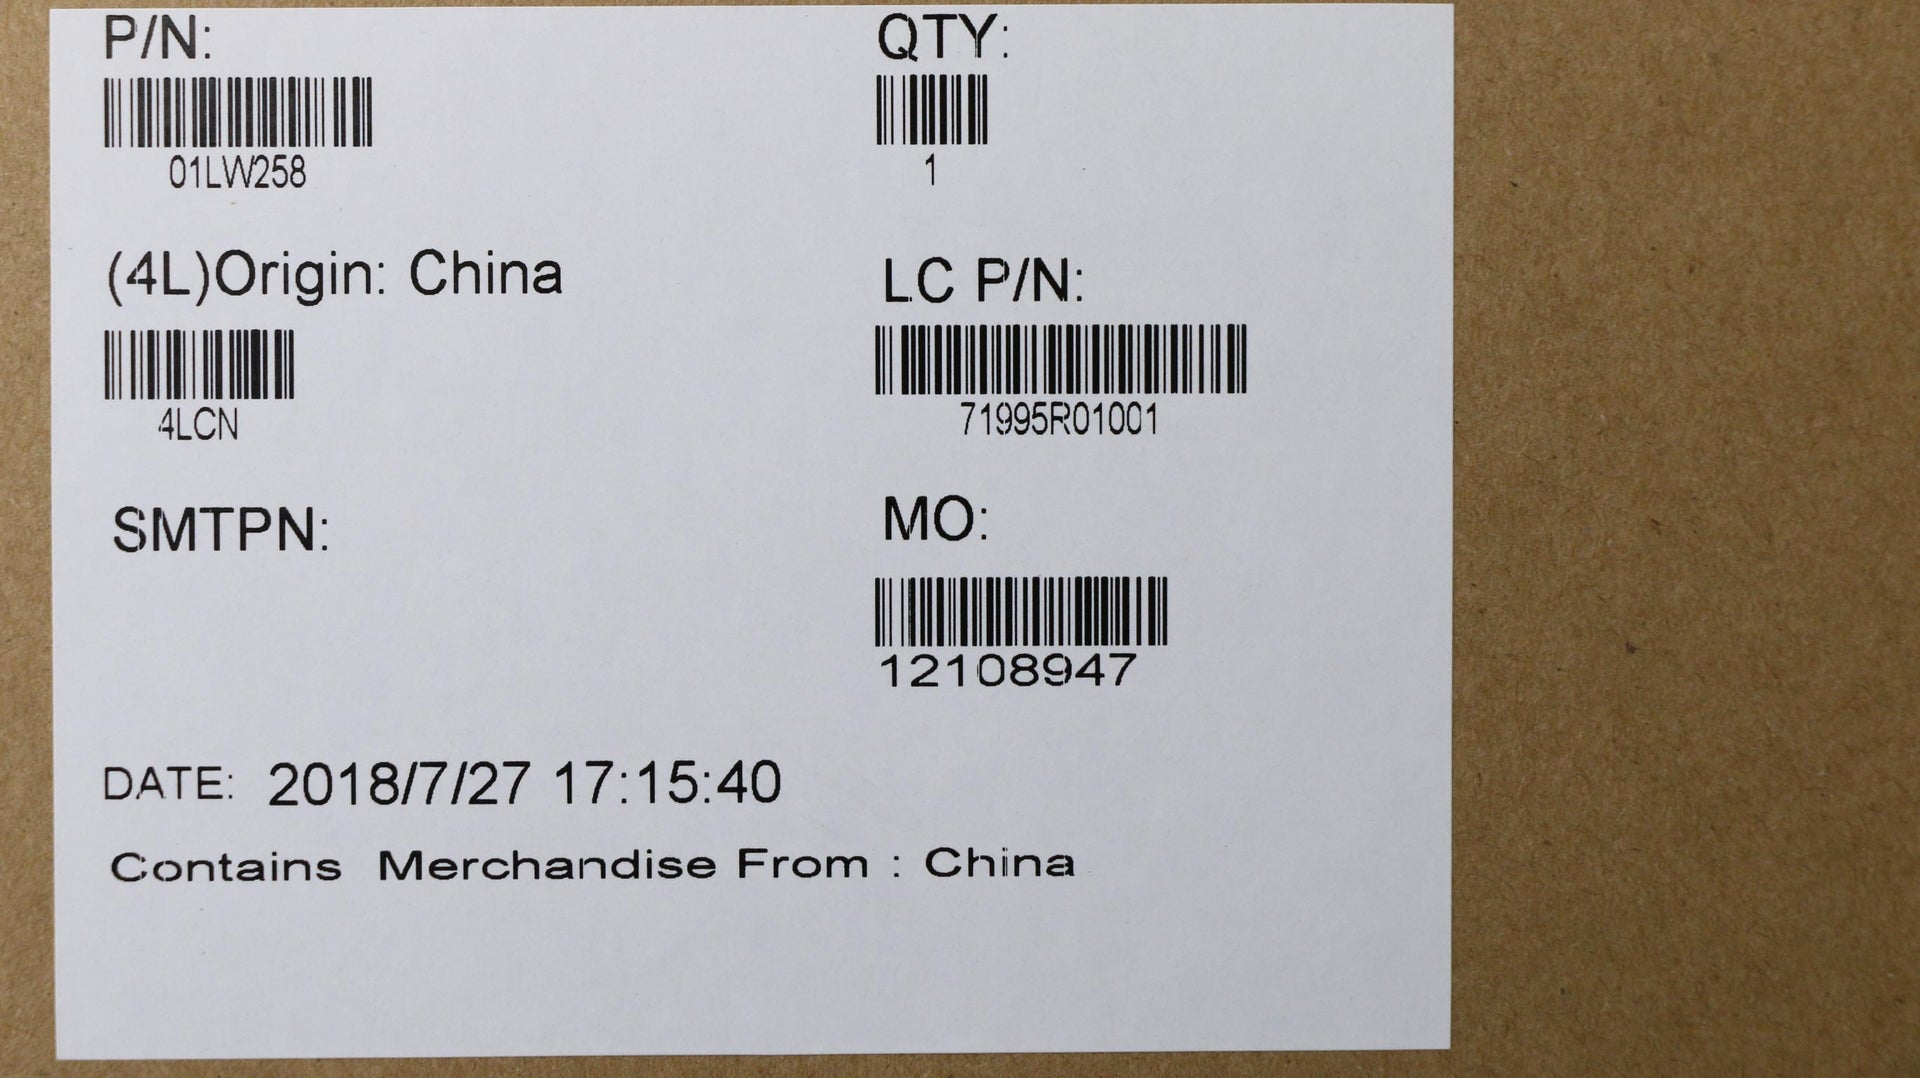 P/N:
QTY:
01LW258
1
(4L)Origin: China
LC P/N:
4LCN
71995R01001
SMTPN:
MO:
12108947
DATE: 2018/7/27 17:15:40
Contains Merchandise From : China